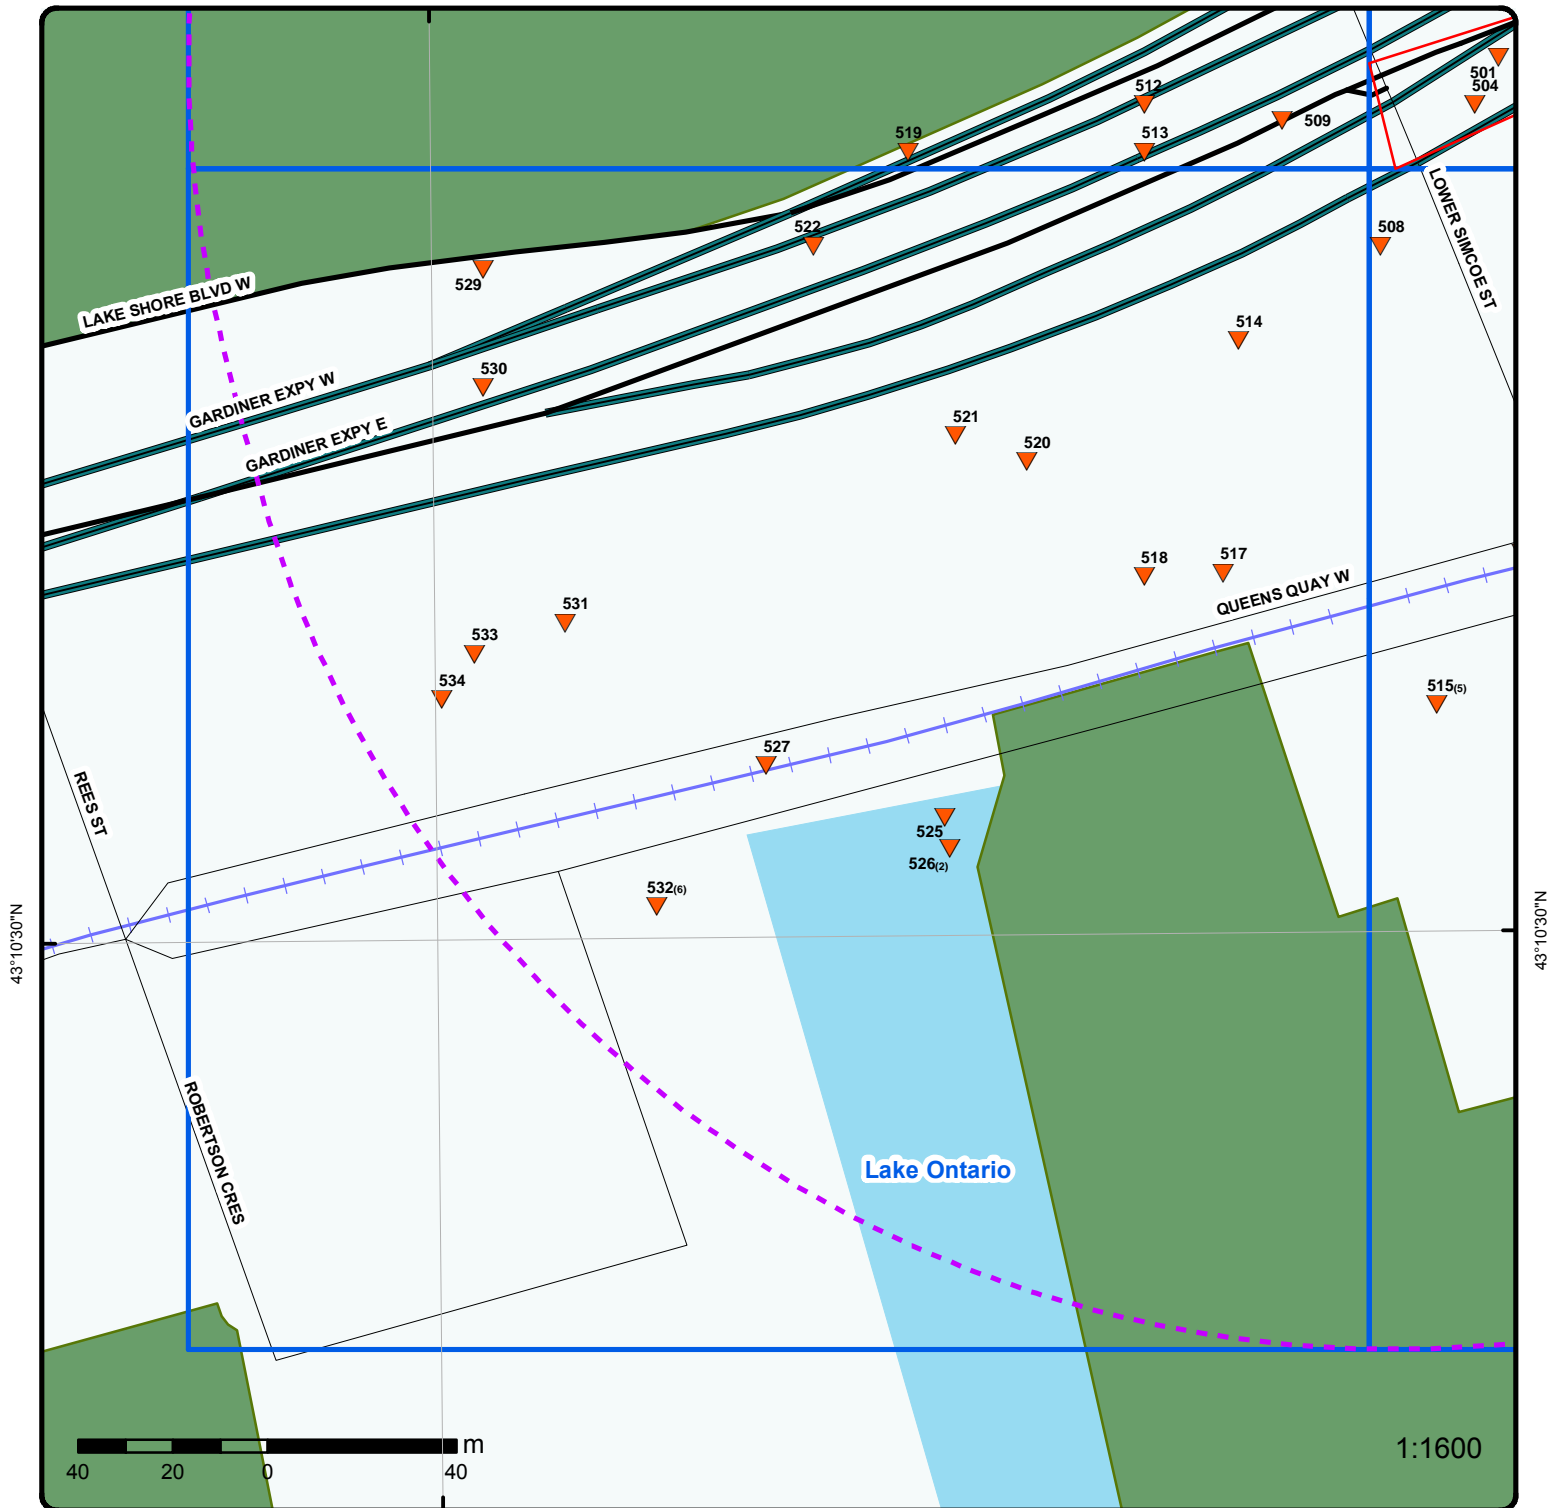 501
512
504
509
519
513
LOWER SIMCOE ST
522
508
529
LAKE SHORE BLVD W
514
530
GARDINER EXPY W
521
GARDINER EXPY E
520
518
517
QUEENS QUAY W
531
533
534
515(5)
527
REES ST
525
526(2)
532(6)
43°10'30"N
43°10'30"N
ROBERTSON CRES
Lake Ontario
m
1:1600
40 20 0 40